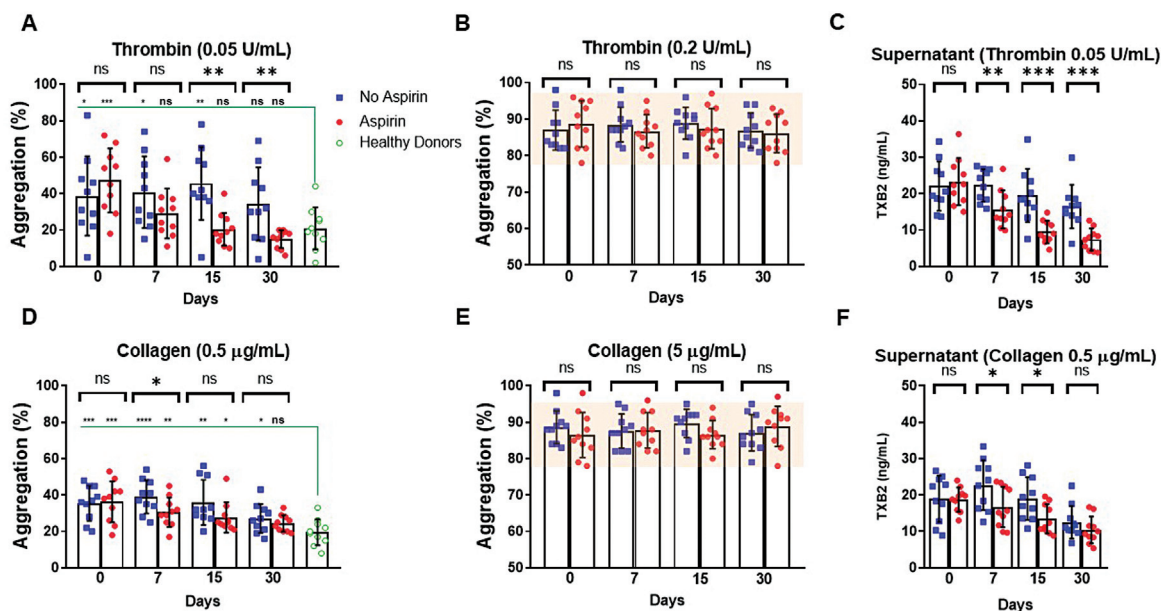 A
Thrombin (0.05 U/mL)
ns ns ** **
* *** * ns ** ns ns ns
Aggregation (%)
100
80
60
40
20
0
0 7 15 30
Days
No Aspirin
Aspirin
Healthy Donors
B
Thrombin (0.2 U/mL)
ns ns ns ns
Aggregation (%)
100
90
80
70
60
50
0 7 15 30
Days
C
Supernatant (Thrombin 0.05 U/mL)
ns ** *** ***
TXB2 (ng/mL)
50
40
30
20
10
0
0 7 15 30
Days
D
Collagen (0.5 μg/mL)
ns * ns ns
*** *** **** ** ** * * ns
Aggregation (%)
100
80
60
40
20
0
0 7 15 30
Days
E
Collagen (5 μg/mL)
ns ns ns ns
Aggregation (%)
100
90
80
70
60
50
0 7 15 30
Days
F
Supernatant (Collagen 0.5 μg/mL)
ns * * ns
TXB2 (ng/mL)
50
40
30
20
10
0
0 7 15 30
Days